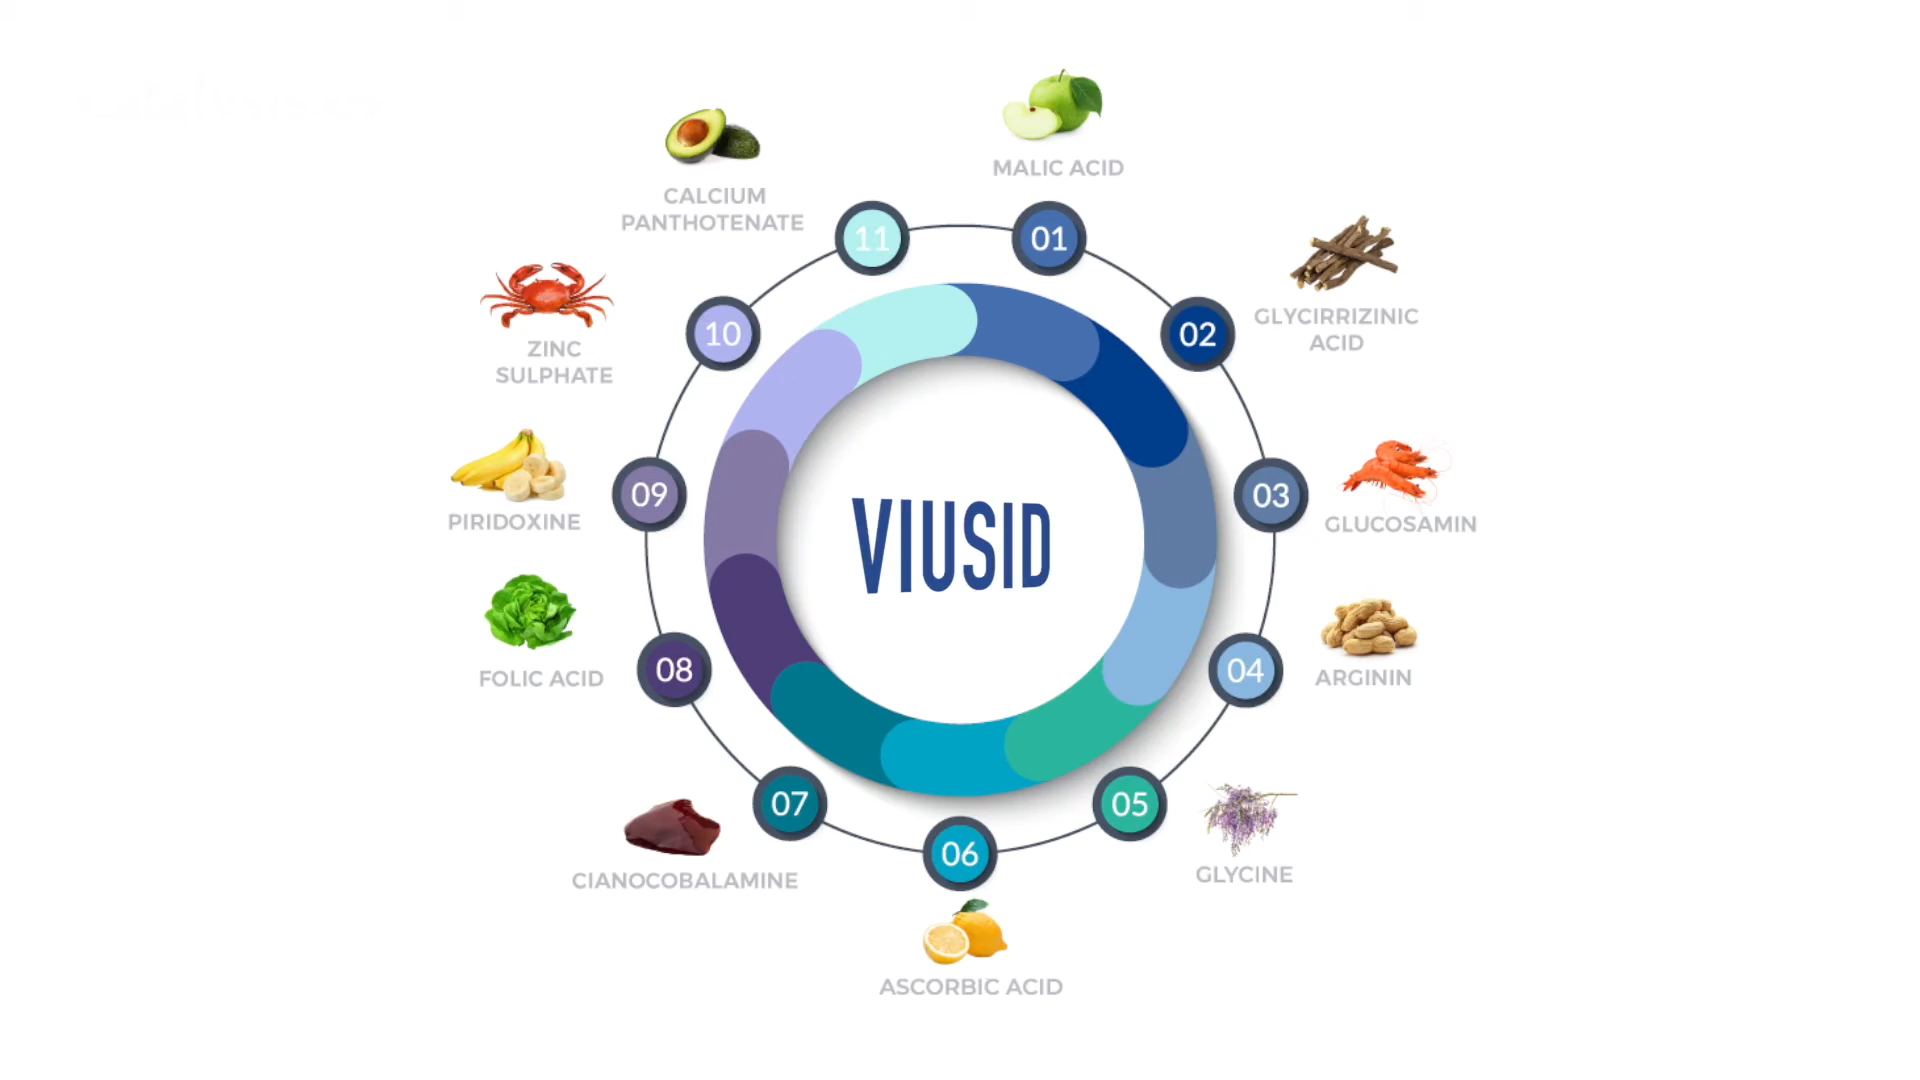 MALIC ACID
01
GLYCIRRIZINIC
ACID
02
GLUCOSAMIN
03
ARGININ
04
GLYCINE
05
ASCORBIC ACID
06
CIANOCOBALAMINE
07
FOLIC ACID
08
PIRIDOXINE
09
ZINC
SULPHATE
10
CALCIUM
PANTHOTENATE
11
VIUSID